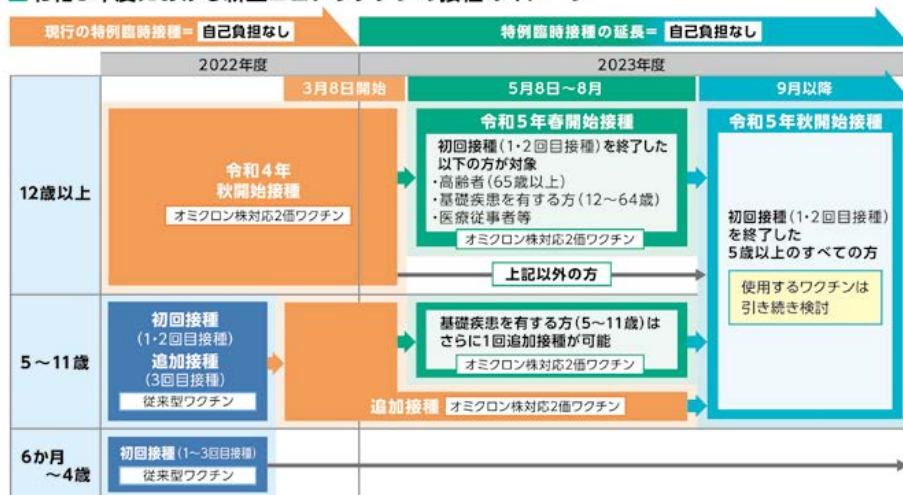 現行の特例臨時接種= 自己負担なし
特例臨時接種の延長= 自己負担なし
2022年度
2023年度
3月8日開始
5月8日～8月
9月以降
12歳以上
令和4年
秋開始接種
オミクロン株対応2価ワクチン
令和5年春開始接種
初回接種(1・2回目接種)を終了した
以下の方が対象
・高齢者(65歳以上)
・基礎疾患を有する方(12～64歳)
・医療従事者等
オミクロン株対応2価ワクチン
上記以外の方
令和5年秋開始接種
初回接種(1・2回目接種)
を終了した
5歳以上のすべての方
使用するワクチンは
引き続き検討
5～11歳
初回接種
(1・2回目接種)
追加接種
(3回目接種)
従来型ワクチン
基礎疾患を有する方(5～11歳)は
さらに1回追加接種が可能
オミクロン株対応2価ワクチン
追加接種 オミクロン株対応2価ワクチン
6か月
～4歳
初回接種(1～3回目接種)
従来型ワクチン